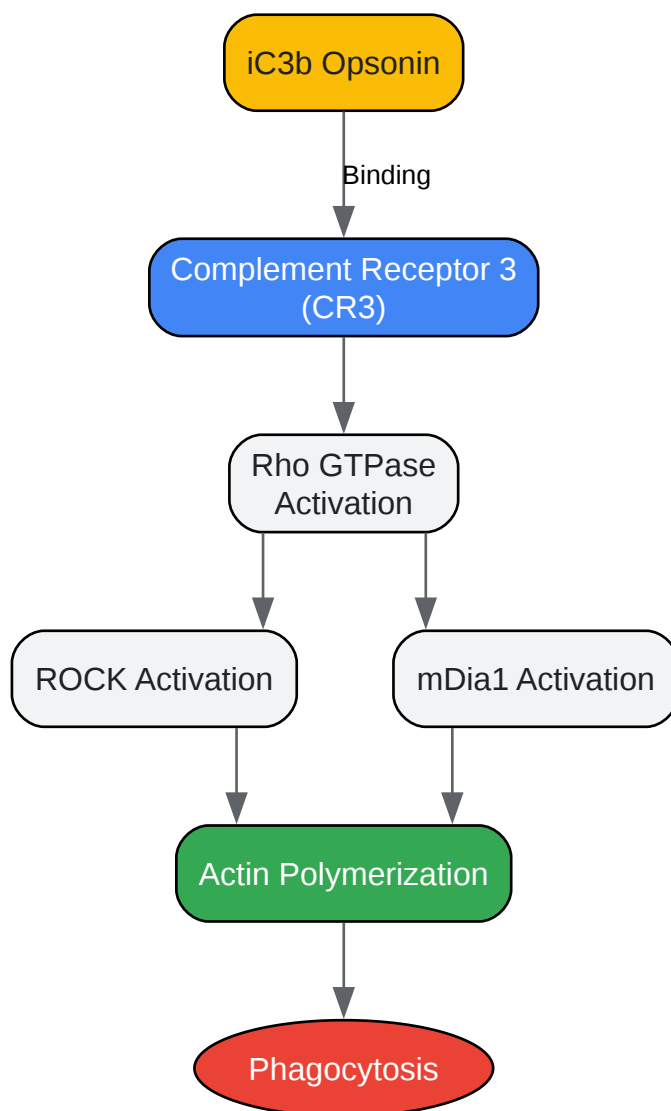 iC3b Opsonin
Binding
Complement Receptor 3
(CR3)
Rho GTPase
Activation
ROCK Activation
mDia1 Activation
Actin Polymerization
Phagocytosis